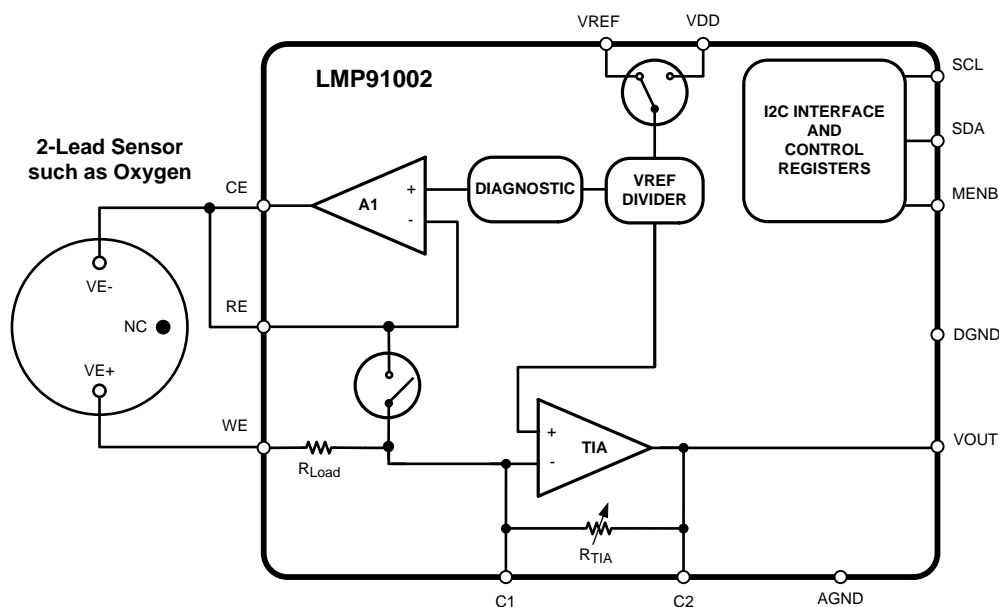 VREF
VDD
LMP91002
SCL
I2C INTERFACE
AND
CONTROL
REGISTERS
SDA
MENB
2-Lead Sensor
such as Oxygen
CE
A1
+
-
DIAGNOSTIC
VREF
DIVIDER
VE-
NC
RE
DGND
VE+
WE
RLoad
+
-
TIA
VOUT
RTIA
C1
C2
AGND